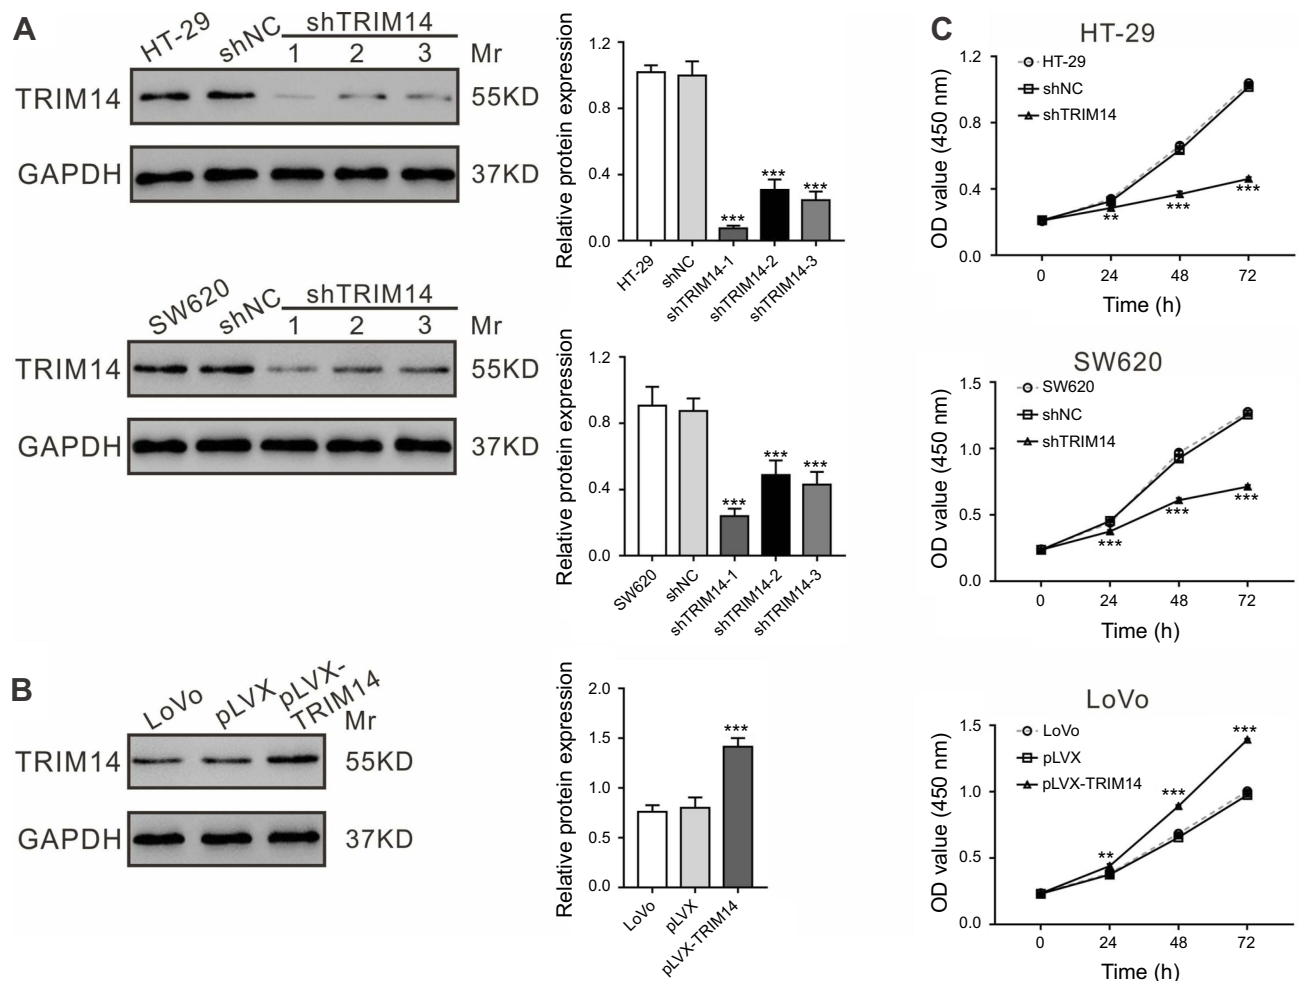 A
HT-29 shNC shTRIM14
1 2 3 Mr
TRIM14 55KD
GAPDH 37KD
Relative protein expression
1.2
0.8
0.4
0.0
*** *** ***
HT-29 shNC shTRIM14-1 shTRIM14-2 shTRIM14-3
SW620 shNC shTRIM14
1 2 3 Mr
TRIM14 55KD
GAPDH 37KD
Relative protein expression
1.2
0.8
0.4
0.0
*** *** ***
SW620 shNC shTRIM14-1 shTRIM14-2 shTRIM14-3
B
LoVo pLVX pLVX-
TRIM14
Mr
TRIM14 55KD
GAPDH 37KD
Relative protein expression
2.0
1.5
1.0
0.5
0.0
***
LoVo pLVX pLVX-TRIM14
C
HT-29
OD value (450 nm)
1.2
0.8
0.4
0.0
HT-29
shNC
shTRIM14
** *** ***
0 24 48 72
Time (h)
SW620
OD value (450 nm)
1.5
1.0
0.5
0.0
SW620
shNC
shTRIM14
*** *** ***
0 24 48 72
Time (h)
LoVo
OD value (450 nm)
1.5
1.0
0.5
0.0
LoVo
pLVX
pLVX-TRIM14
** *** ***
0 24 48 72
Time (h)